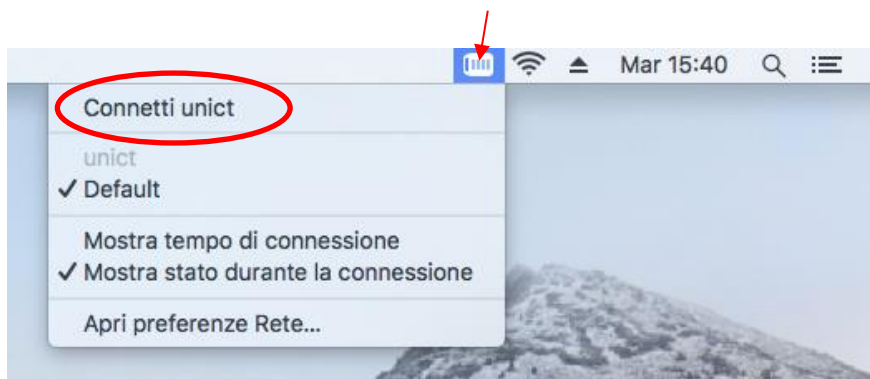 Mar 15:40
Connetti unict
unict
Default
Mostra tempo di connessione
Mostra stato durante la connessione
Apri preferenze Rete...